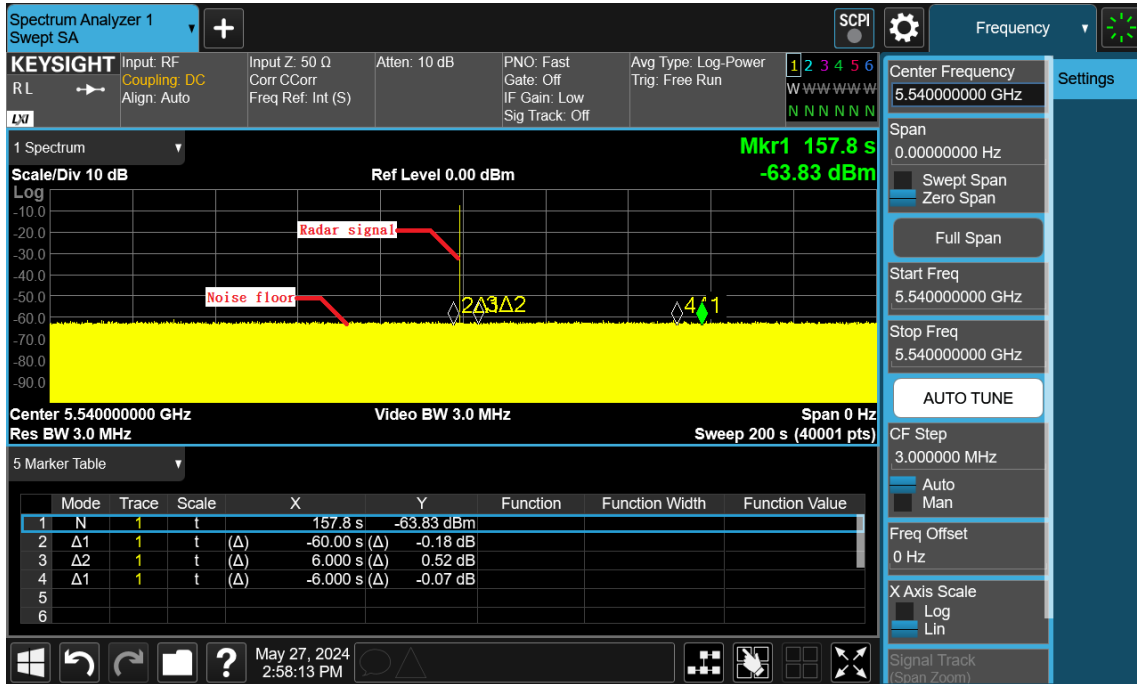 Spectrum Analyzer 1
Swept SA
+
SCPI
Frequency
KEYSIGHT
RL
LXI
Input: RF
Coupling: DC
Align: Auto
Input Z: 50 Ω
Corr CCorr
Freq Ref: Int (S)
Atten: 10 dB
PNO: Fast
Gate: Off
IF Gain: Low
Sig Track: Off
Avg Type: Log-Power
Trig: Free Run
1 2 3 4 5 6
W W W W W W
N N N N N N
1 Spectrum
Mkr1 157.8 s
-63.83 dBm
Scale/Div 10 dB
Ref Level 0.00 dBm
Log
-10.0
-20.0
-30.0
-40.0
-50.0
-60.0
-70.0
-80.0
-90.0
Radar signal
Noise floor
2Δ3Δ2
4Δ1
Center 5.540000000 GHz
Video BW 3.0 MHz
Span 0 Hz
Res BW 3.0 MHz
Sweep 200 s (40001 pts)
5 Marker Table
Mode Trace Scale X Y Function Function Width Function Value
1 N 1 t 157.8 s -63.83 dBm
2 Δ1 1 t (Δ) -60.00 s (Δ) -0.18 dB
3 Δ2 1 t (Δ) 6.000 s (Δ) 0.52 dB
4 Δ1 1 t (Δ) -6.000 s (Δ) -0.07 dB
5
6
?
May 27, 2024
2:58:13 PM
Center Frequency
5.540000000 GHz
Span
0.00000000 Hz
Swept Span
Zero Span
Full Span
Start Freq
5.540000000 GHz
Stop Freq
5.540000000 GHz
AUTO TUNE
CF Step
3.000000 MHz
Auto
Man
Freq Offset
0 Hz
X Axis Scale
Log
Lin
Signal Track
(Span Zoom)
Settings